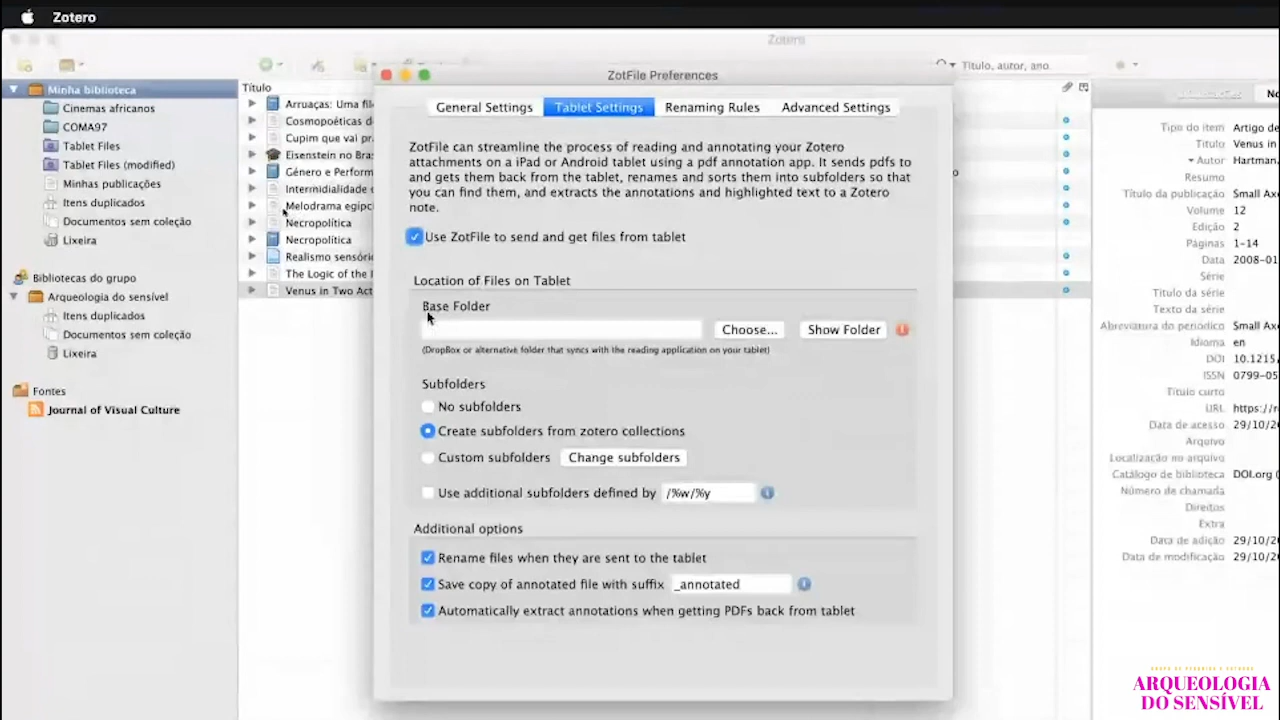 Zotero
Zotero
Título, autor, ano.
ZotFile Preferences
General Settings
Tablet Settings
Renaming Rules
Advanced Settings
ZotFile can streamline the process of reading and annotating your Zotero
attachments on a iPad or Android tablet using a pdf annotation app. It sends pdfs to
and gets them back from the tablet, renames and sorts them into subfolders so that
you can find them, and extracts the annotations and highlighted text to a Zotero
note.
Use ZotFile to send and get files from tablet
Location of Files on Tablet
Base Folder
Choose...
Show Folder
(DropBox or alternative folder that syncs with the reading application on your tablet)
Subfolders
No subfolders
Create subfolders from zotero collections
Custom subfolders
Change subfolders
Use additional subfolders defined by
/%w/%y
Additional options
Rename files when they are sent to the tablet
Save copy of annotated file with suffix
_annotated
Automatically extract annotations when getting PDFs back from tablet
Minha biblioteca
Cinemas africanos
COMA97
Tablet Files
Tablet Files (modified)
Minhas publicações
Itens duplicados
Documentos sem coleção
Lixeira
Bibliotecas do grupo
Arqueologia do sensível
Itens duplicados
Documentos sem coleção
Lixeira
Fontes
Journal of Visual Culture
Título
Arruaças: Uma fil
Cosmopoéticas d
Cupim que vai pr
Eisenstein no Bras
Gênero e Perform
Intermidialidade
Melodrama egípc
Necropolítica
Necropolítica
Realismo sensóri
The Logic of the
Venus in Two Act
Tipo do item Artigo de
Título Venus in
Autor Hartman
Resumo
Título da publicação Small Ax
Volume 12
Edição 2
Páginas 1-14
Data 2008-01
Série
Título da série
Texto da série
Abreviatura do periódico Small Ax
Idioma en
DOI 10.1215
ISSN 0799-05
Título curto
URL https://r
Data de acesso 29/10/2
Arquivo
Localização no arquivo
Catálogo de biblioteca DOI.org (
Número de chamada
Direitos
Extra
Data de adição 29/10/2
Data de modificação 29/10/2
ARQUEOLOGIA
DO SENSÍVEL